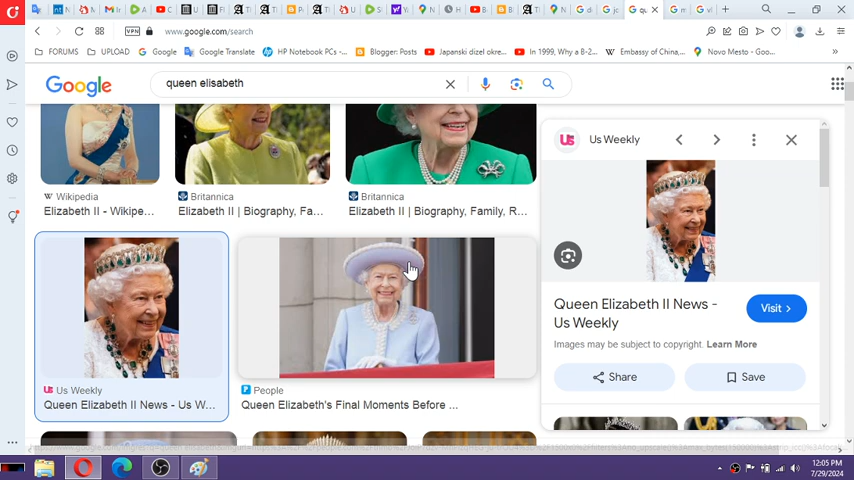 www.google.com/search
VPN
FORUMS
UPLOAD
Google
Google Translate
HP Notebook PCs -...
Blogger: Posts
Japanski dizel okre...
In 1999, Why a B-2...
Embassy of China,...
Novo Mesto - Goo...
Google
queen elisabeth
Wikipedia
Elizabeth II - Wikipe...
Britannica
Elizabeth II | Biography, Fa...
Britannica
Elizabeth II | Biography, Family, R...
Us Weekly
Queen Elizabeth II News - Us W...
People
Queen Elizabeth's Final Moments Before ...
Us
Us Weekly
Queen Elizabeth II News -
Us Weekly
Visit
Images may be subject to copyright. Learn More
Share
Save
12:05 PM
7/29/2024